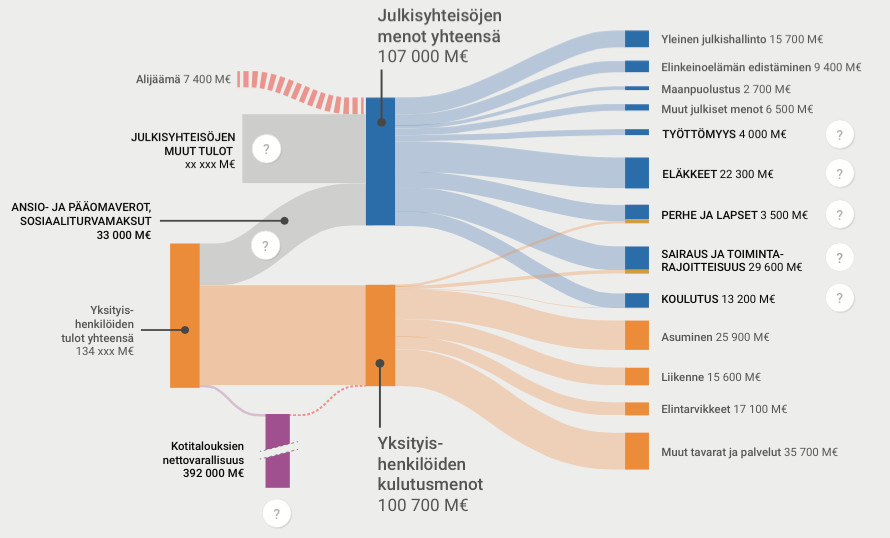 Julkisyhteisöjen
menot yhteensä
107 000 M€
Alijäämä 7 400 M€
JULKISYHTEISÖJEN
MUUT TULOT
xx xxx M€
?
ANSIO- JA PÄÄOMAVEROT,
SOSIAALITURVAMAKSUT
33 000 M€
?
Yksityis-
henkilöiden
tulot yhteensä
134 xxx M€
Kotitalouksien
nettovarallisuus
392 000 M€
?
Yksityis-
henkilöiden
kulutusmenot
100 700 M€
Yleinen julkishallinto 15 700 M€
Elinkeinoelämän edistäminen 9 400 M€
Maanpuolustus 2 700 M€
Muut julkiset menot 6 500 M€
TYÖTTÖMYYS 4 000 M€
?
ELÄKKEET 22 300 M€
?
PERHE JA LAPSET 3 500 M€
?
SAIRAUS JA TOIMINTA-
RAJOITTEISUUS 29 600 M€
?
KOULUTUS 13 200 M€
?
Asuminen 25 900 M€
Liikenne 15 600 M€
Elintarvikkeet 17 100 M€
Muut tavarat ja palvelut 35 700 M€